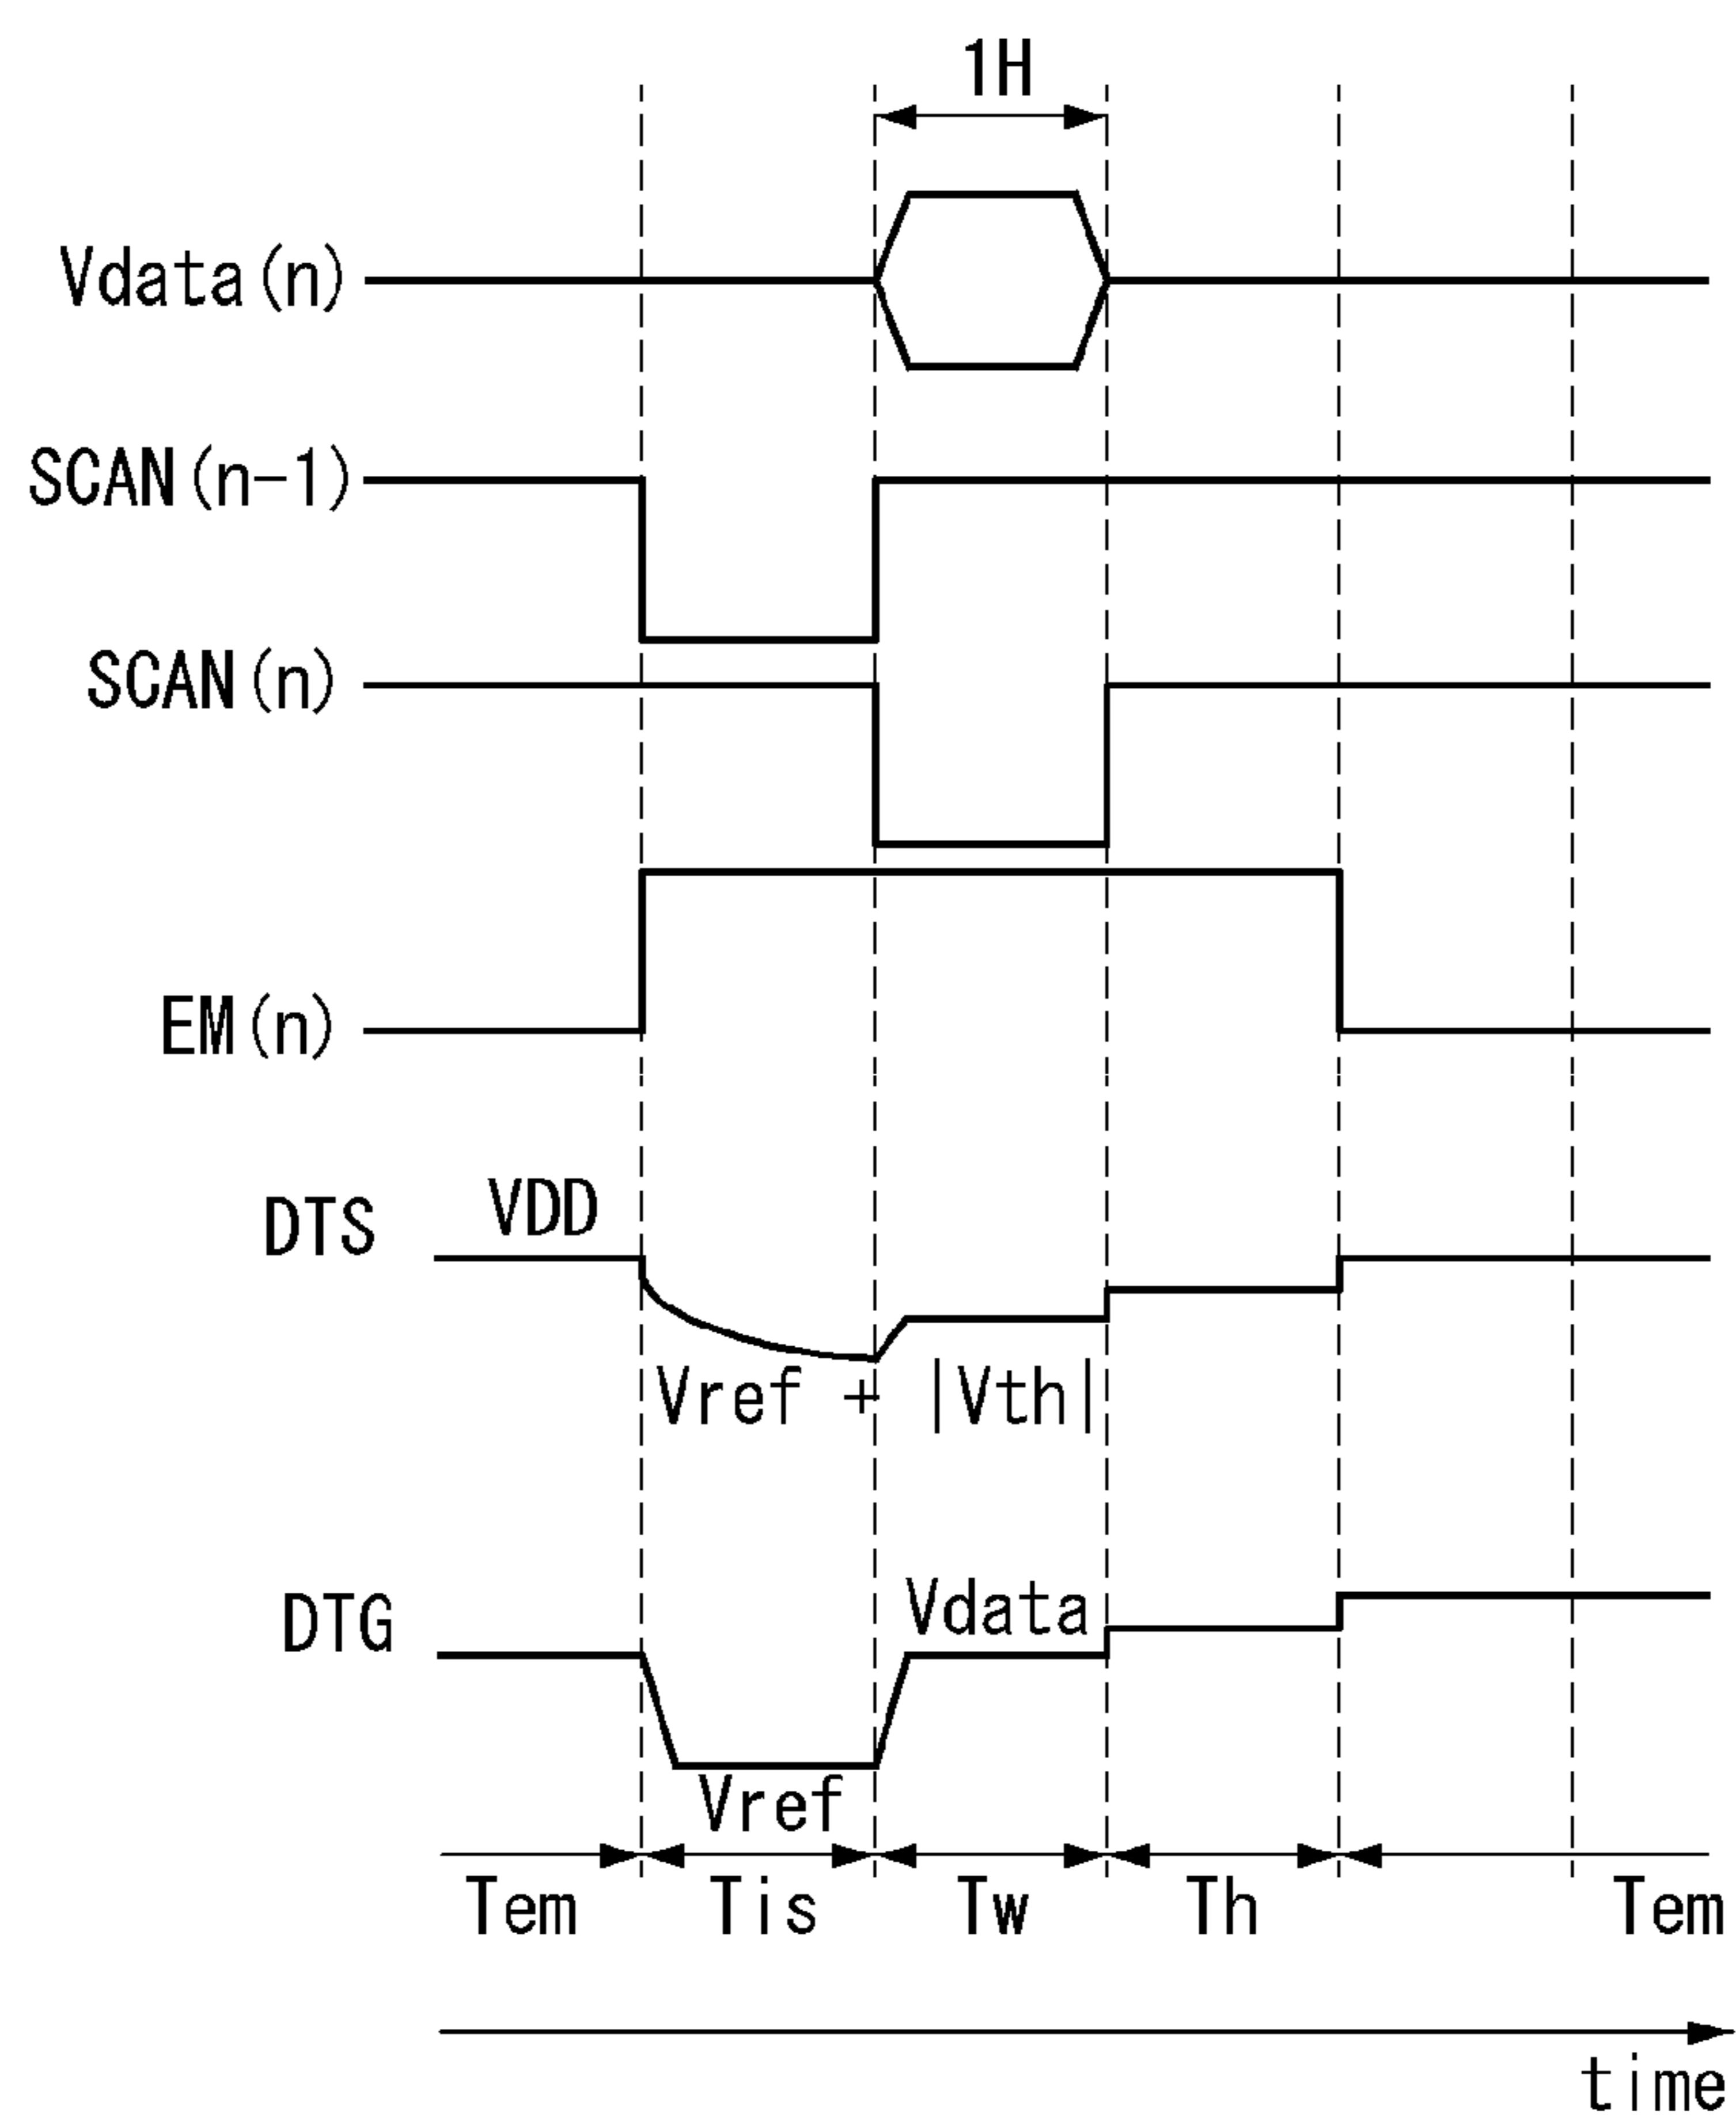 1H
Vdata(n)
SCAN(n-1)
SCAN(n)
EM(n)
DTS
VDD
Vref + |Vth|
DTG
Vdata
Vref
Tem Tis Tw Th Tem
time